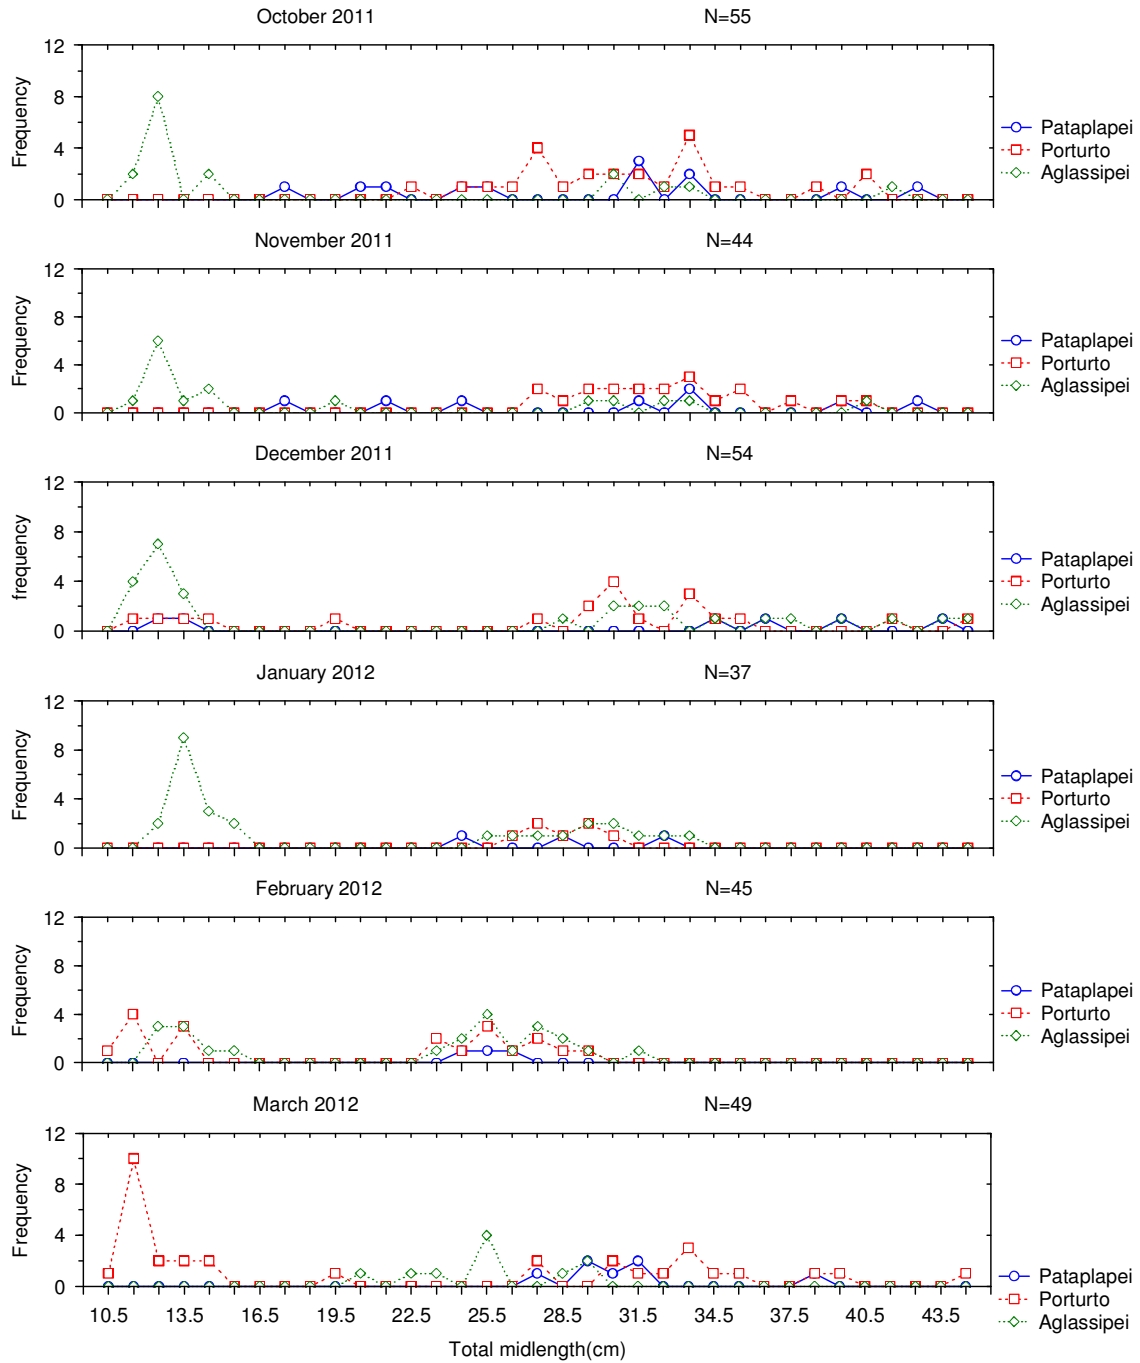 October 2011 N=55
12
8
4
0
Frequency
Pataplapei
Porturto
Aglassipei
November 2011 N=44
12
8
4
0
Frequency
Pataplapei
Porturto
Aglassipei
December 2011 N=54
12
8
4
0
frequency
Pataplapei
Porturto
Aglassipei
January 2012 N=37
12
8
4
0
Frequency
Pataplapei
Porturto
Aglassipei
February 2012 N=45
12
8
4
0
Frequency
Pataplapei
Porturto
Aglassipei
March 2012 N=49
12
8
4
0
Frequency
Pataplapei
Porturto
Aglassipei
10.5 13.5 16.5 19.5 22.5 25.5 28.5 31.5 34.5 37.5 40.5 43.5
Total midlength(cm)